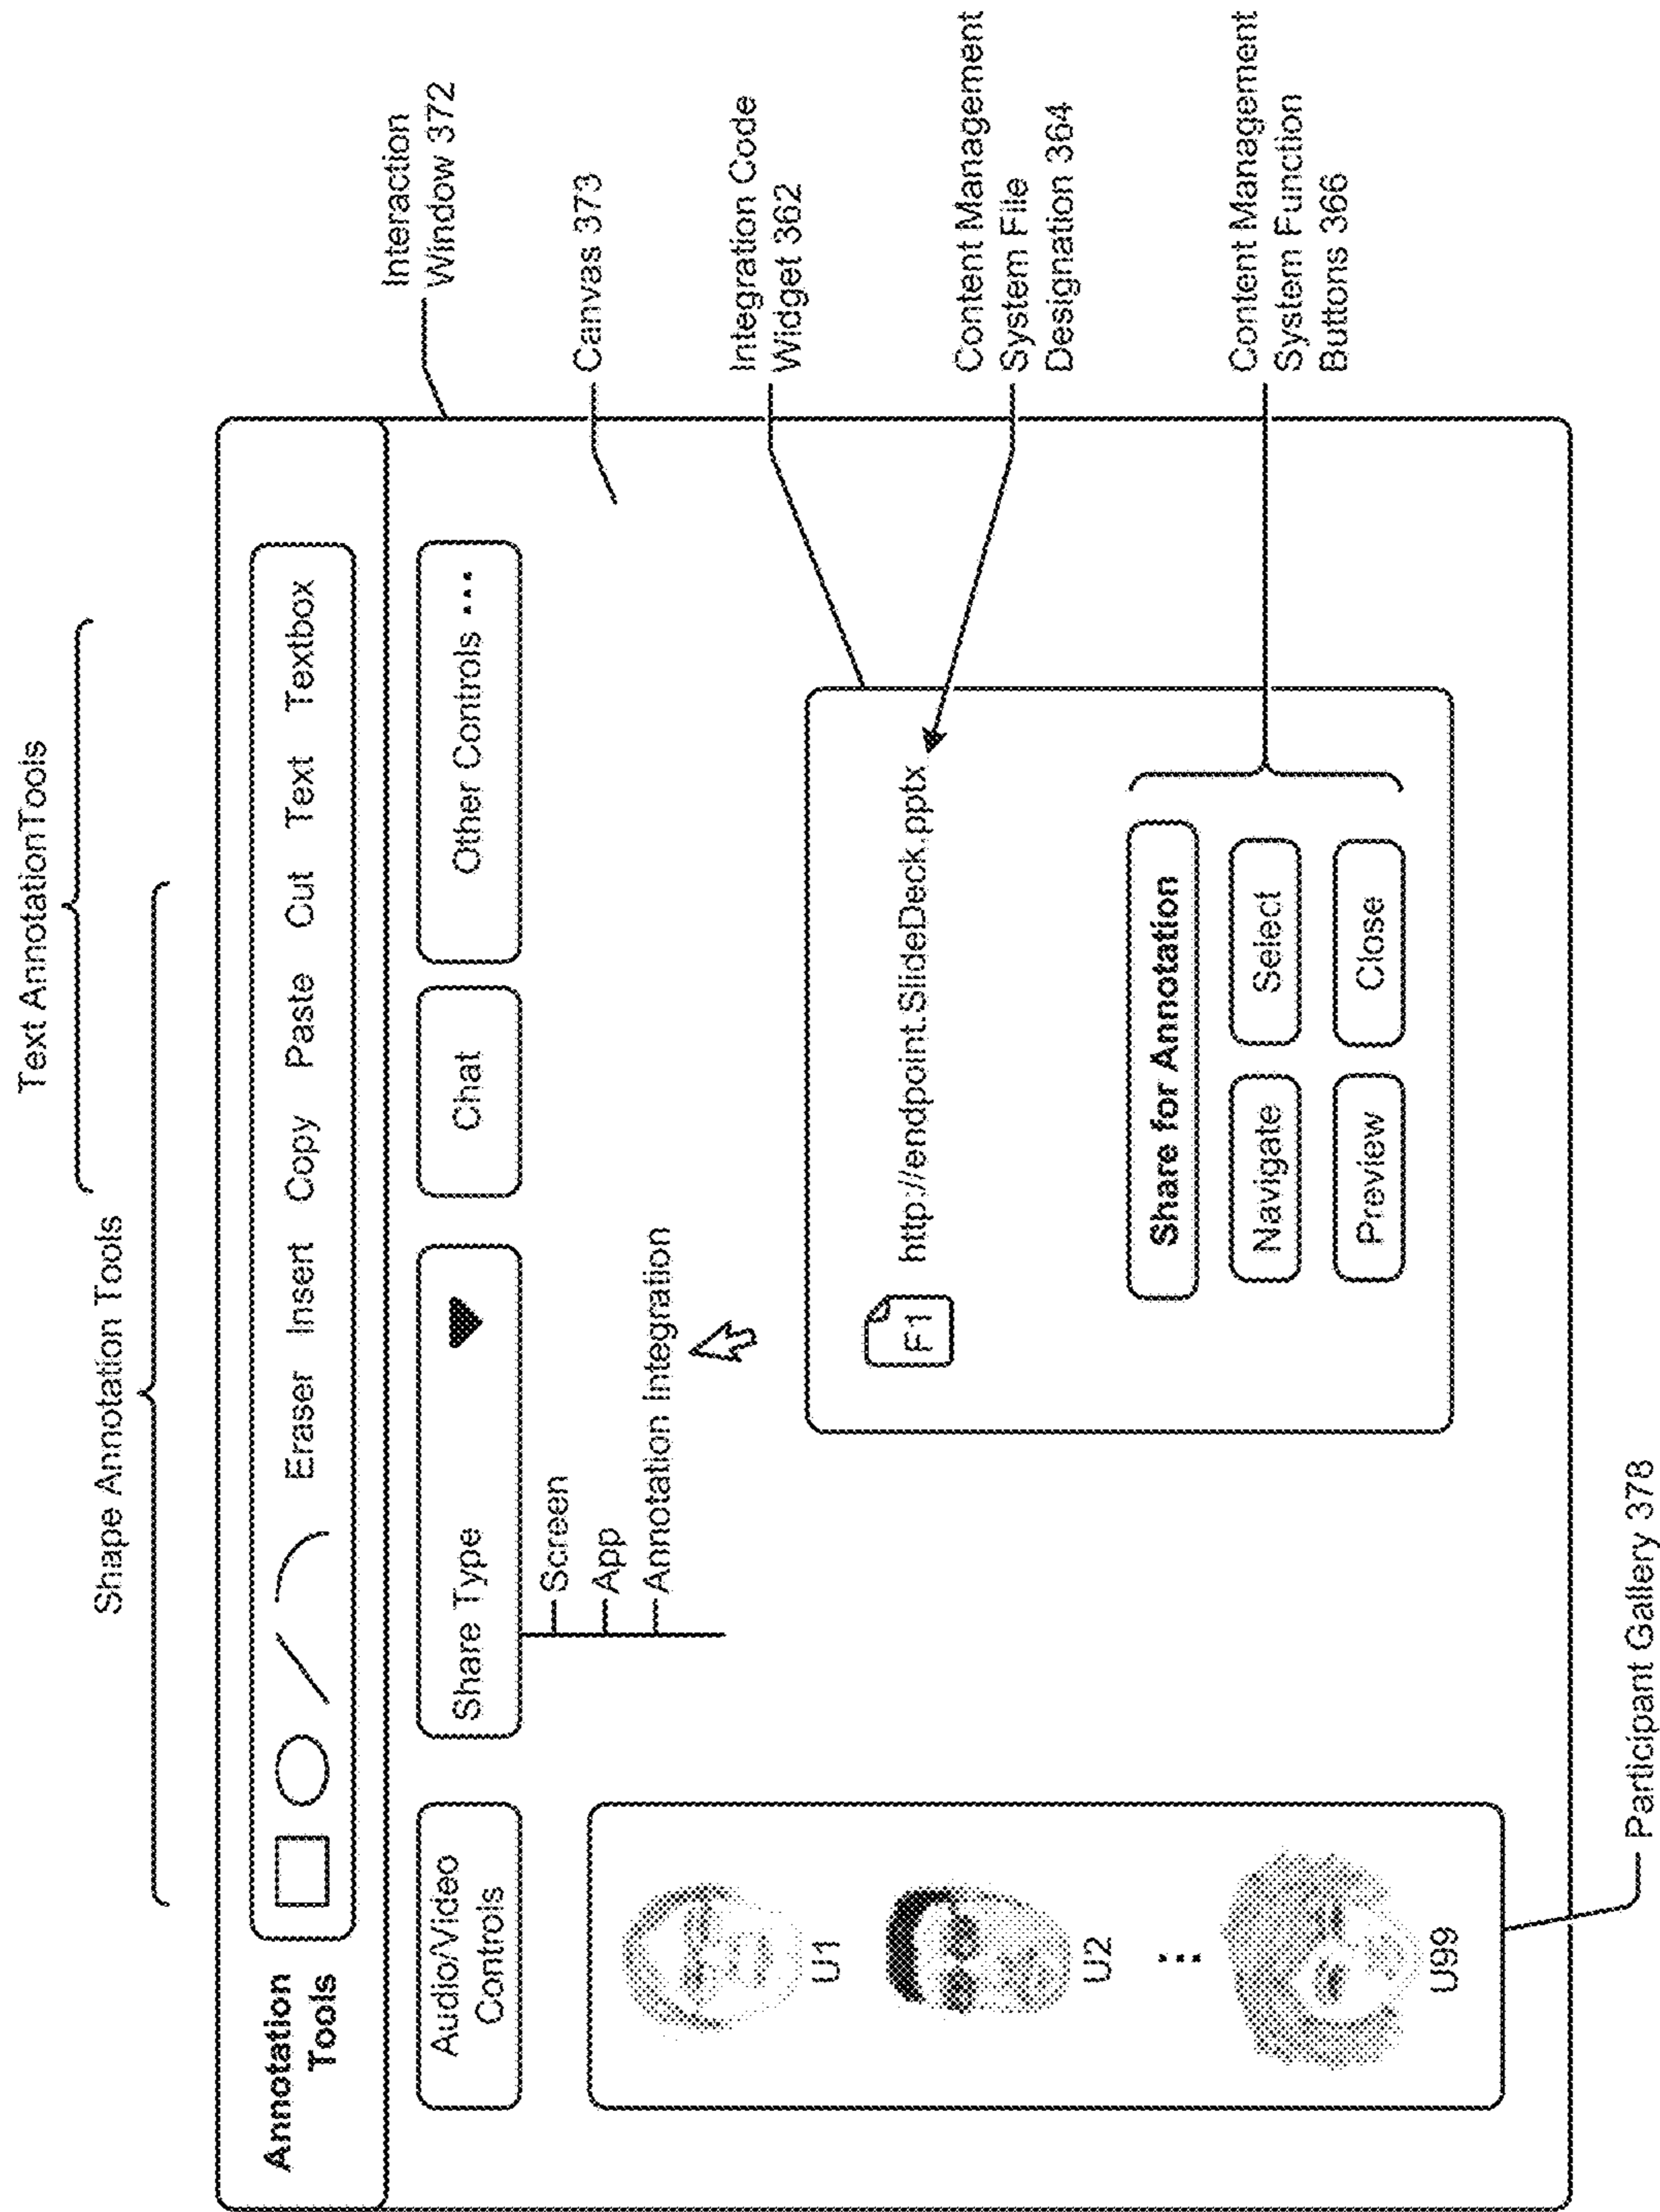 Text AnnotationTools
Shape Annotation Tools
Annotation
Tools
Eraser Insert Copy Paste Cut Text Textbox
Audio/Video
Controls
Share Type
Chat
Other Controls ...
Screen
App
Annotation Integration
U1
U2
U99
F1
http://endpoint.SlideDeck.pptx
Share for Annotation
Navigate
Select
Preview
Close
Interaction
Window 372
Canvas 373
Integration Code
Widget 362
Content Management
System File
Designation 364
Content Management
System Function
Buttons 366
Participant Gallery 378